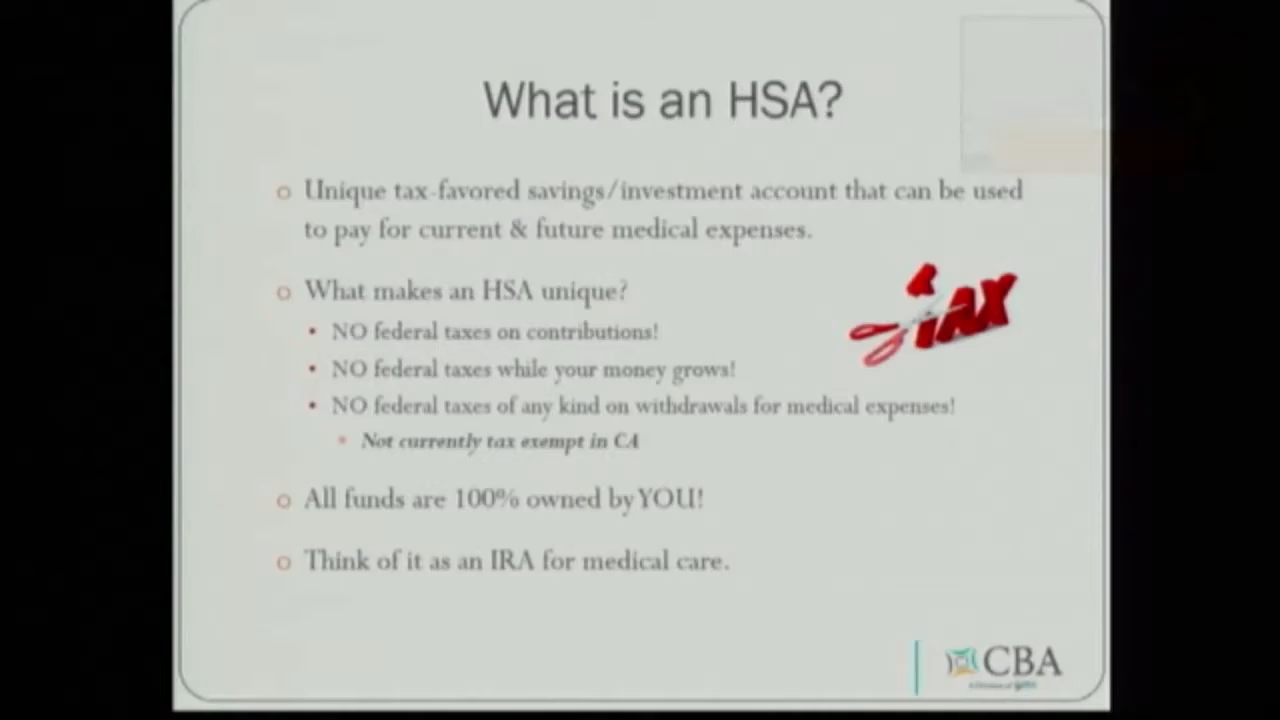 What is an HSA?
o Unique tax-favored savings/investment account that can be used
to pay for current & future medical expenses.
o What makes an HSA unique?
• NO federal taxes on contributions!
• NO federal taxes while your money grows!
• NO federal taxes of any kind on withdrawals for medical expenses!
• Not currently tax exempt in CA
TAX
o All funds are 100% owned by YOU!
o Think of it as an IRA for medical care.
CBA
A Division of